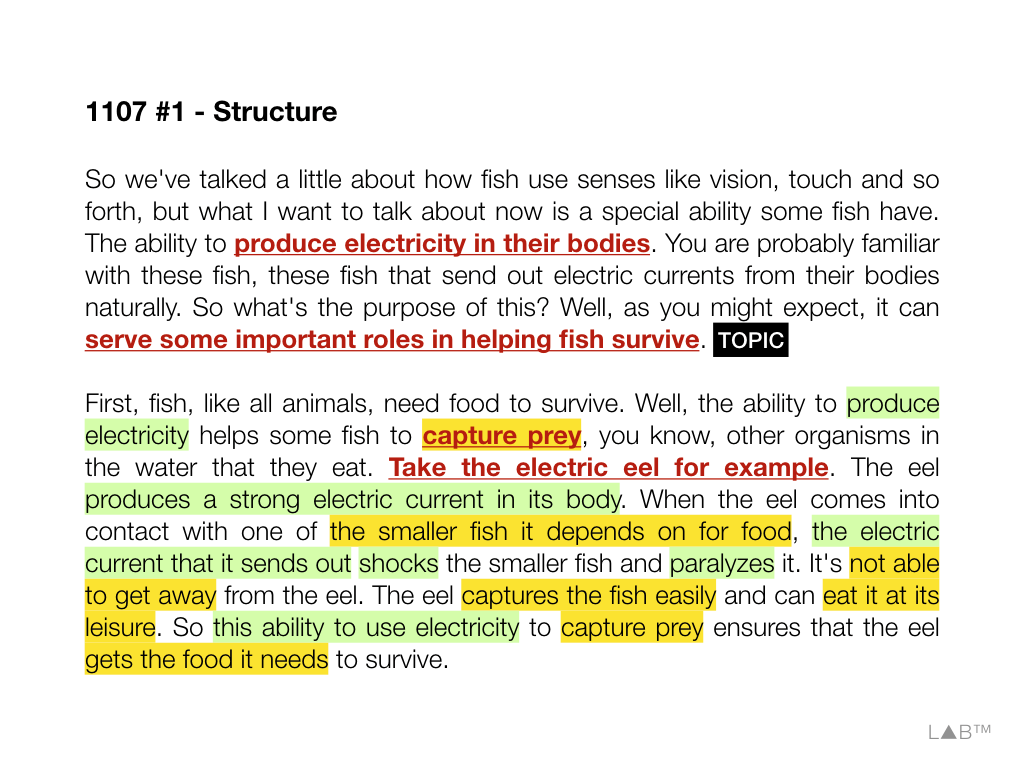 1107 #1 - Structure
So we've talked a little about how fish use senses like vision, touch and so
forth, but what I want to talk about now is a special ability some fish have.
The ability to produce electricity in their bodies. You are probably familiar
with these fish, these fish that send out electric currents from their bodies
naturally. So what's the purpose of this? Well, as you might expect, it can
serve some important roles in helping fish survive. TOPIC
First, fish, like all animals, need food to survive. Well, the ability to produce
electricity helps some fish to capture prey, you know, other organisms in
the water that they eat. Take the electric eel for example. The eel
produces a strong electric current in its body. When the eel comes into
contact with one of the smaller fish it depends on for food, the electric
current that it sends out shocks the smaller fish and paralyzes it. It's not able
to get away from the eel. The eel captures the fish easily and can eat it at its
leisure. So this ability to use electricity to capture prey ensures that the eel
gets the food it needs to survive.
L▲B™